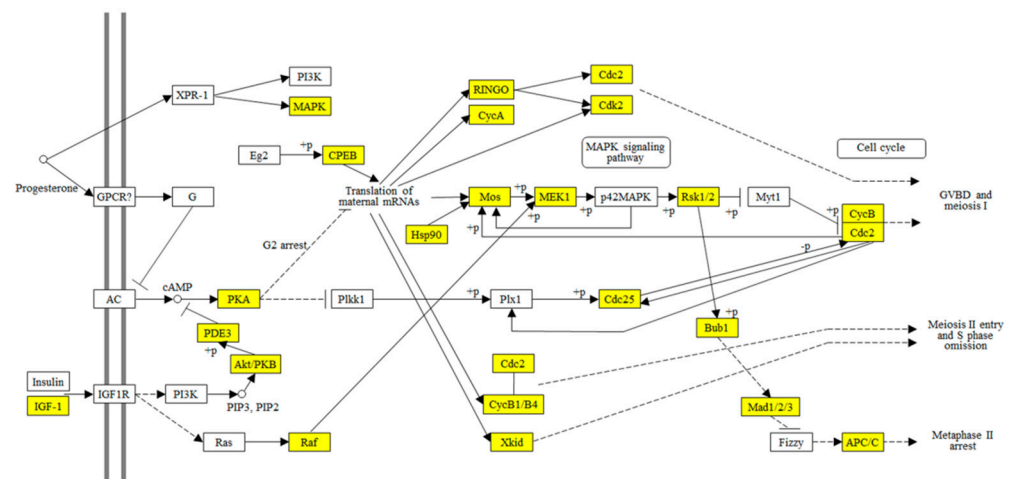 PI3K
XPR-1
MAPK
RINGO
Cdc2
CycA
Cdk2
Eg2
+p
CPEB
MAPK signaling
pathway
Cell cycle
Progesterone
GPCR?
G
Translation of
maternal mRNAs
Mos
+p
MEK1
+p
p42MAPK
+p
Rsk1/2
+p
Myt1
+p
+p
+p
+p
CycB
Cdc2
GVBD and
meiosis I
Hsp90
G2 arrest
-p
AC
cAMP
PKA
Plkk1
+p
Plx1
+p
Cdc25
PDE3
+p
Akt/PKB
+p
Bub1
Meiosis II entry
and S phase
omission
Insulin
IGF-1
IGF1R
PI3K
PIP3, PIP2
Cdc2
CycB1/B4
Mad1/2/3
Ras
Raf
Xkid
Fizzy
APC/C
Metaphase II
arrest